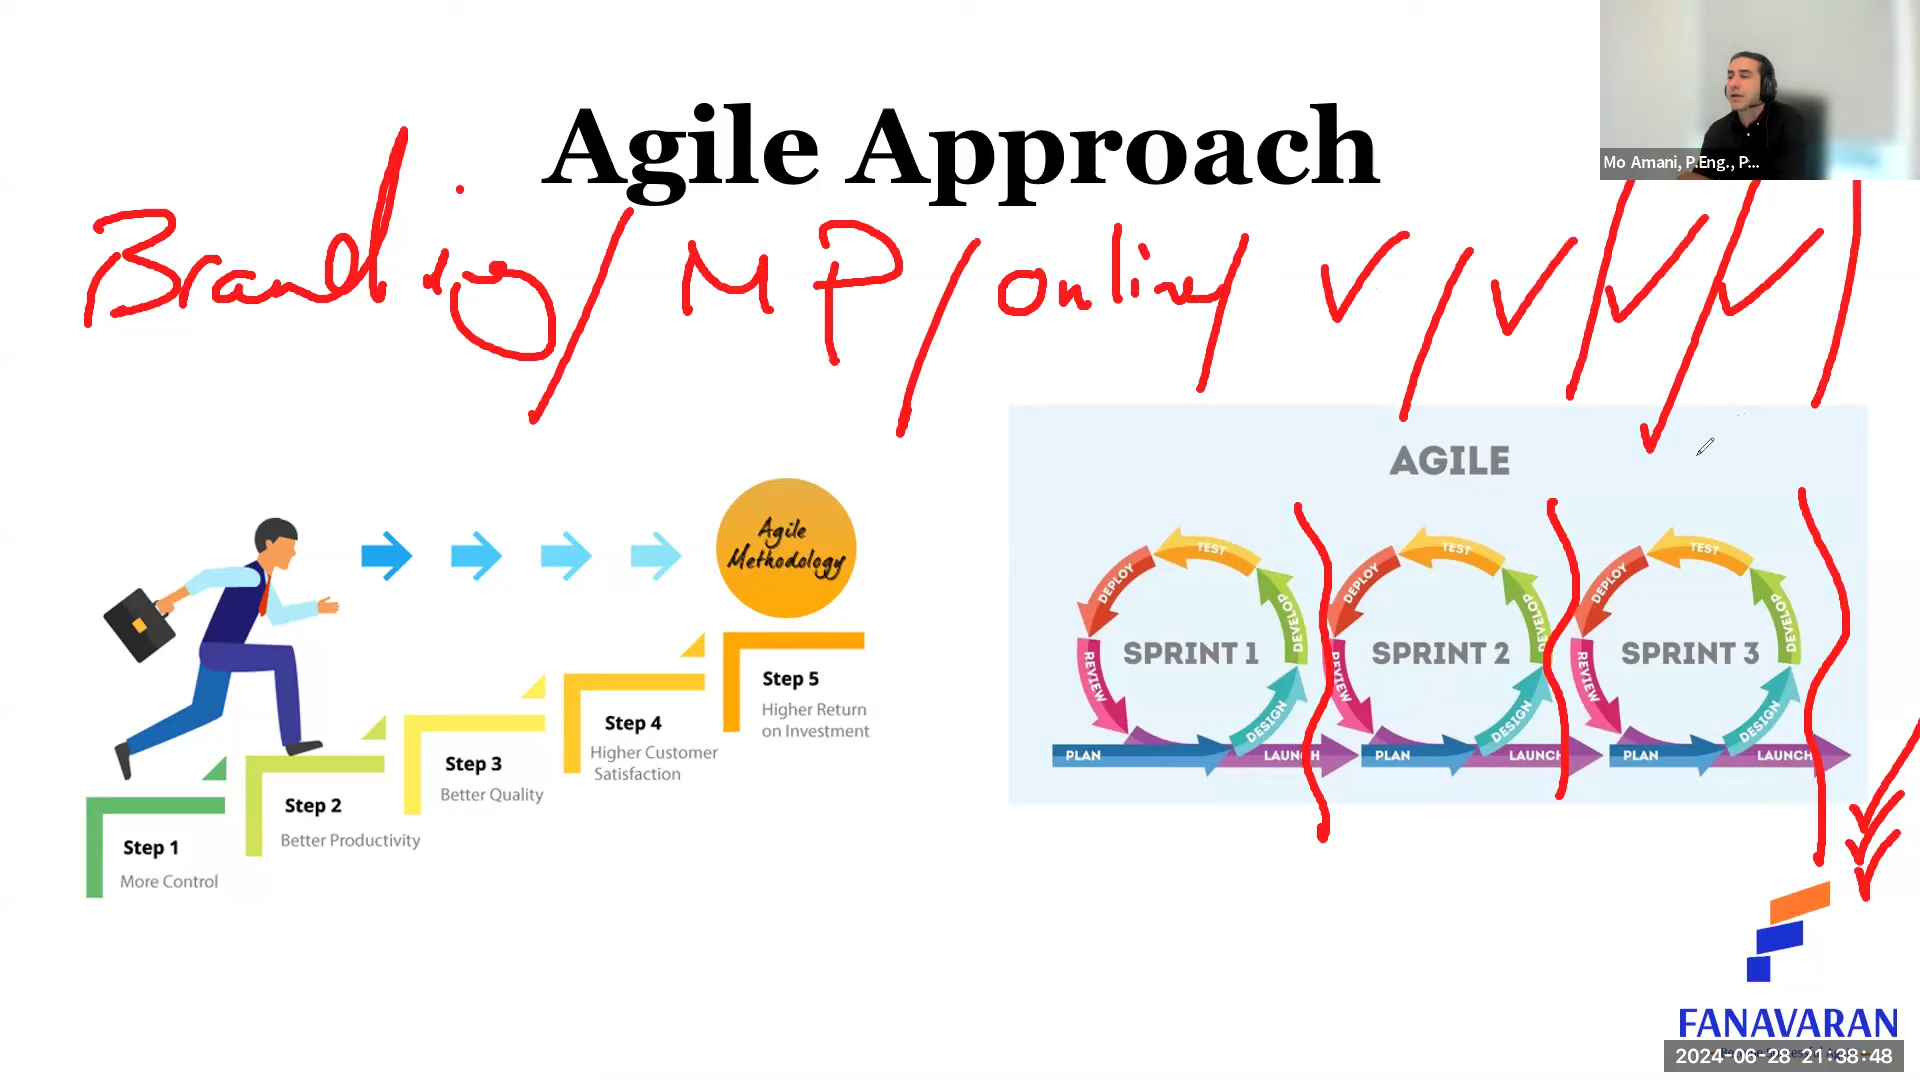 Agile Approach
Mo Amani, P.Eng., P...
Branding / MP / online /
AGILE
Agile
Methodology
TEST
DEPLOY
DEVELOP
REVIEW
SPRINT 1
DESIGN
PLAN
LAUNCH
TEST
DEPLOY
DEVELOP
REVIEW
SPRINT 2
DESIGN
PLAN
LAUNCH
TEST
DEPLOY
DEVELOP
REVIEW
SPRINT 3
DESIGN
PLAN
LAUNCH
Step 5
Higher Return
on Investment
Step 4
Higher Customer
Satisfaction
Step 3
Better Quality
Step 2
Better Productivity
Step 1
More Control
FANAVARAN
2024-06-28 21:38:48